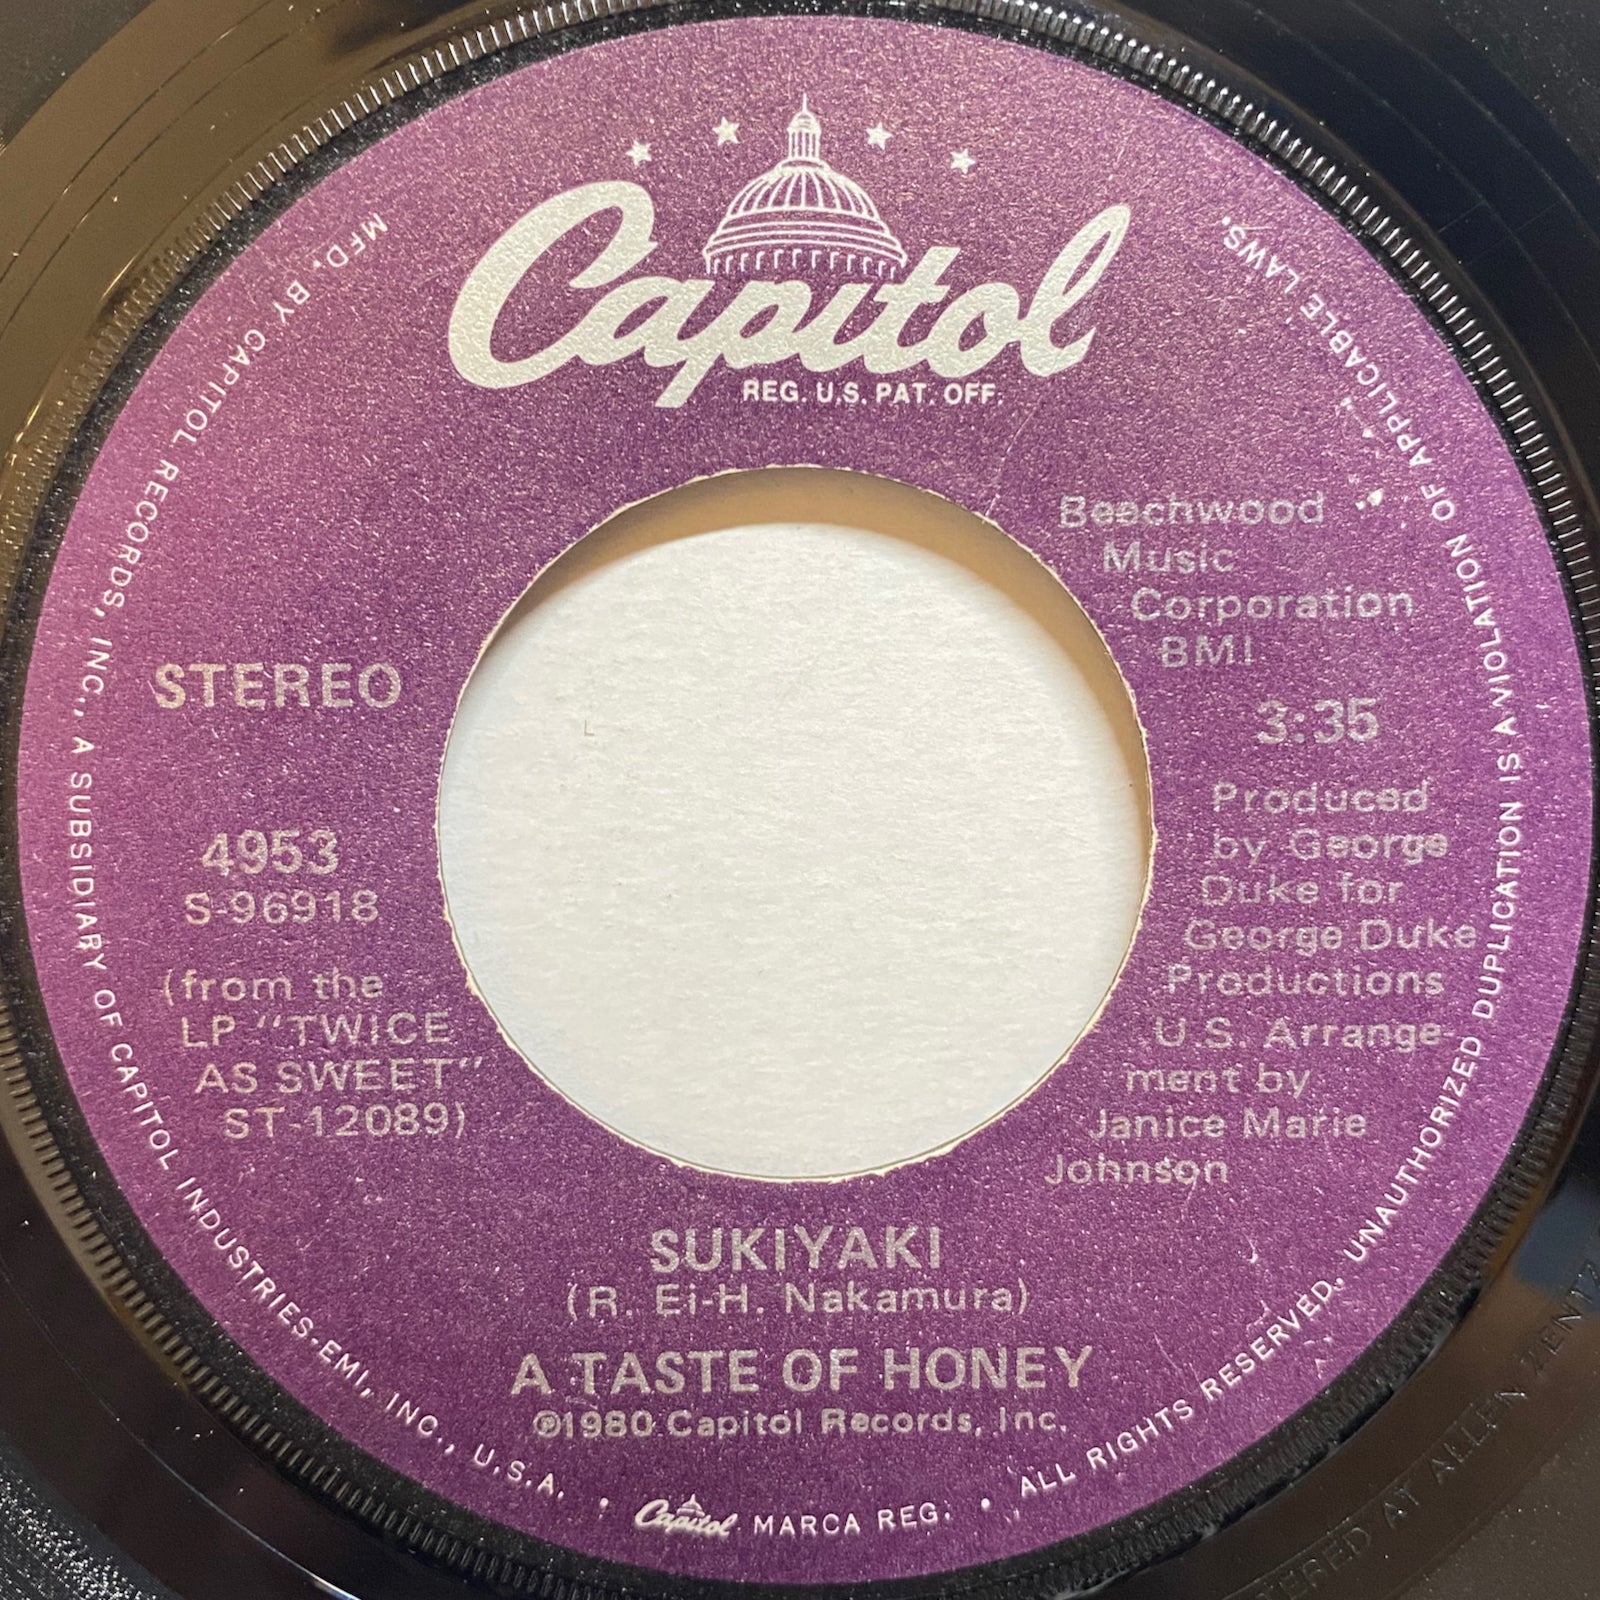 Capitol
REG. U.S. PAT. OFF.
Beechwood
Music
Corporation
BMI
3:35
Produced
by George
Duke for
George Duke
Productions
U.S. Arrange-
ment by
Janice Marie
Johnson
STEREO
4953
S-96918
(from the
LP "TWICE
AS SWEET"
ST-12089)
SUKIYAKI
(R. Ei-H. Nakamura)
A TASTE OF HONEY
℗1980 Capitol Records, Inc.
MFD. BY CAPITOL RECORDS, INC., A SUBSIDIARY OF CAPITOL INDUSTRIES-EMI, INC., U.S.A. • Capitol MARCA REG. • ALL RIGHTS RESERVED. UNAUTHORIZED DUPLICATION IS A VIOLATION OF APPLICABLE LAWS.
AT ALLEN ZENTZ